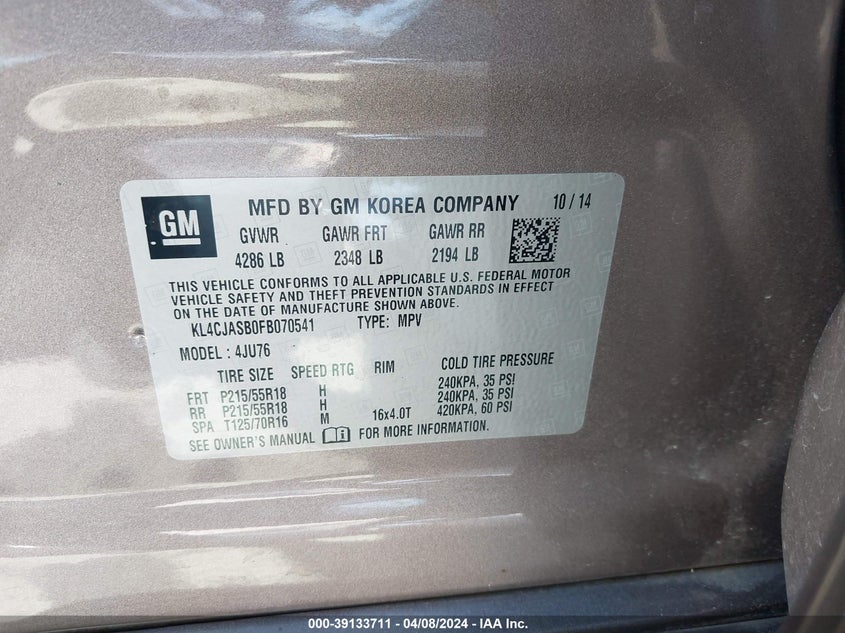 GM
MFD BY GM KOREA COMPANY 10 / 14
GVWR GAWR FRT GAWR RR
4286 LB 2348 LB 2194 LB
THIS VEHICLE CONFORMS TO ALL APPLICABLE U.S. FEDERAL MOTOR
VEHICLE SAFETY AND THEFT PREVENTION STANDARDS IN EFFECT
ON THE DATE OF MANUFACTURE SHOWN ABOVE.
KL4CJASB0FB070541 TYPE: MPV
MODEL : 4JU76
TIRE SIZE SPEED RTG RIM COLD TIRE PRESSURE
FRT P215/55R18 H 240KPA, 35 PSI
RR P215/55R18 H 240KPA, 35 PSI
SPA T125/70R16 M 16x4.0T 420KPA, 60 PSI
SEE OWNER'S MANUAL FOR MORE INFORMATION.
000-39133711 - 04/08/2024 - IAA Inc.